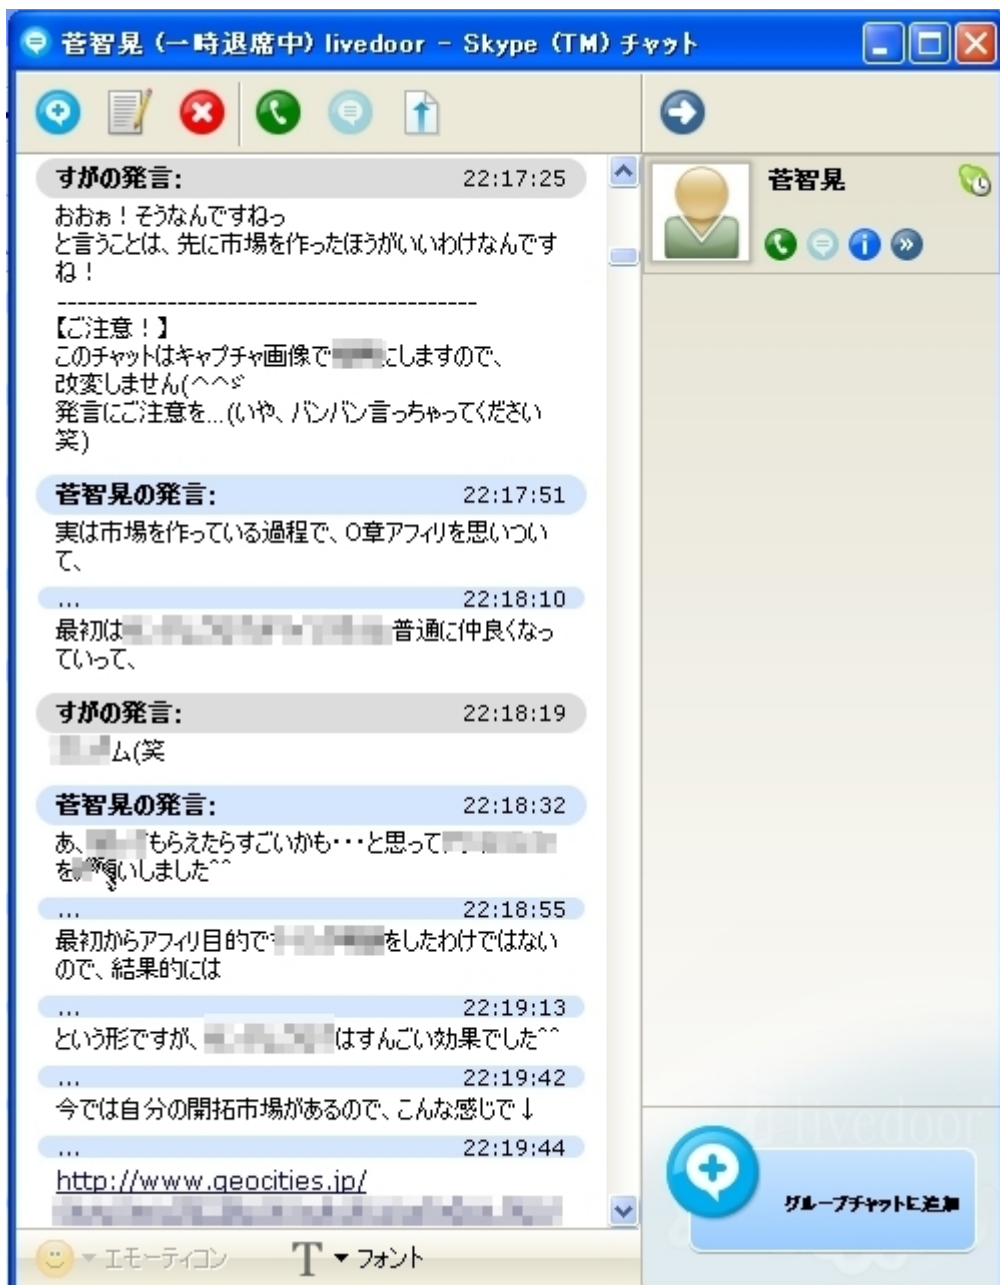 菅智晃 (一時退席中) livedoor - Skype (TM) チャット
菅智晃
すがの発言: 22:17:25
おおぉ！そうなんですねっ
と言うことは、先に市場を作ったほうがいいわけなんです
ね！
------------------------------------------
【ご注意！】
このチャットはキャプチャ画像で にしますので、
改変しません(^^ゞ
発言にご注意を...(いや、バンバン言っちゃってください
笑)
菅智晃の発言: 22:17:51
実は市場を作っている過程で、0章アフィリを思いつい
て、
... 22:18:10
最初は 普通に仲良くなっ
ていって、
すがの発言: 22:18:19
ム(笑
菅智晃の発言: 22:18:32
あ、 もらえたらすごいかも・・・と思って
を いしました^^
... 22:18:55
最初からアフィリ目的で をしたわけではない
ので、結果的には
... 22:19:13
という形ですが、 はすんごい効果でした^^
... 22:19:42
今では自分の開拓市場があるので、こんな感じで↓
... 22:19:44
http://www.geocities.jp/
livedoor
グループチャットに追加
エモーティコン
T フォント